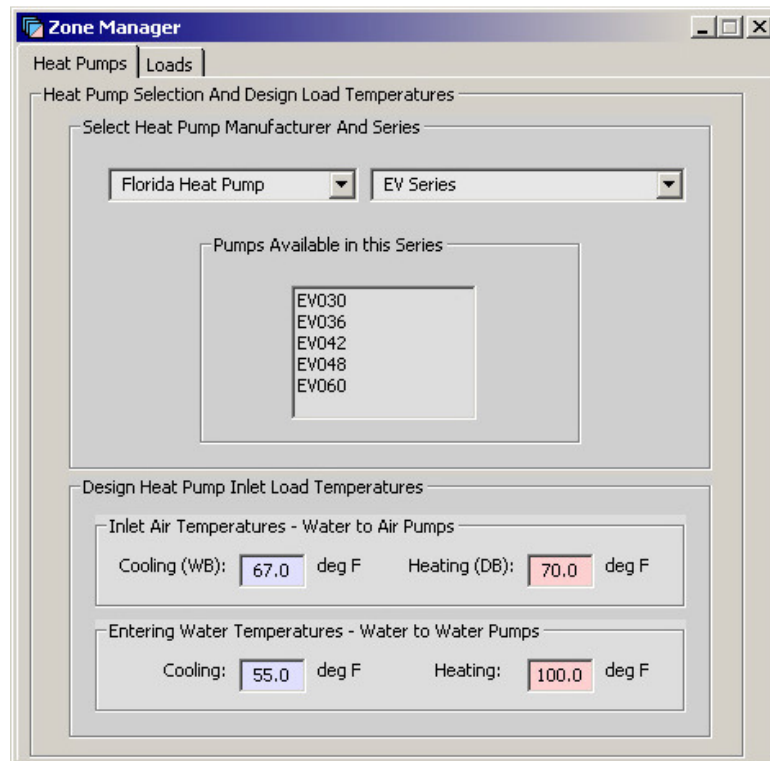 Zone Manager
Heat Pumps Loads
Heat Pump Selection And Design Load Temperatures
Select Heat Pump Manufacturer And Series
Florida Heat Pump EV Series
Pumps Available in this Series
EV030
EV036
EV042
EV048
EV060
Design Heat Pump Inlet Load Temperatures
Inlet Air Temperatures - Water to Air Pumps
Cooling (WB): 67.0 deg F Heating (DB): 70.0 deg F
Entering Water Temperatures - Water to Water Pumps
Cooling: 55.0 deg F Heating: 100.0 deg F